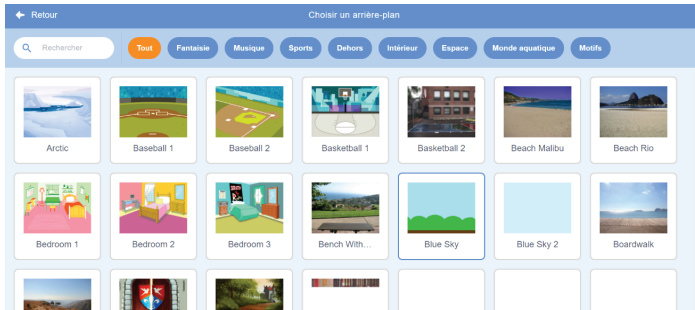 Retour
Choisir un arrière-plan
Rechercher
Tout
Fantaisie
Musique
Sports
Dehors
Intérieur
Espace
Monde aquatique
Motifs
Arctic
Baseball 1
Baseball 2
Basketball 1
Basketball 2
Beach Malibu
Beach Rio
Bedroom 1
Bedroom 2
Bedroom 3
Bench With...
Blue Sky
Blue Sky 2
Boardwalk